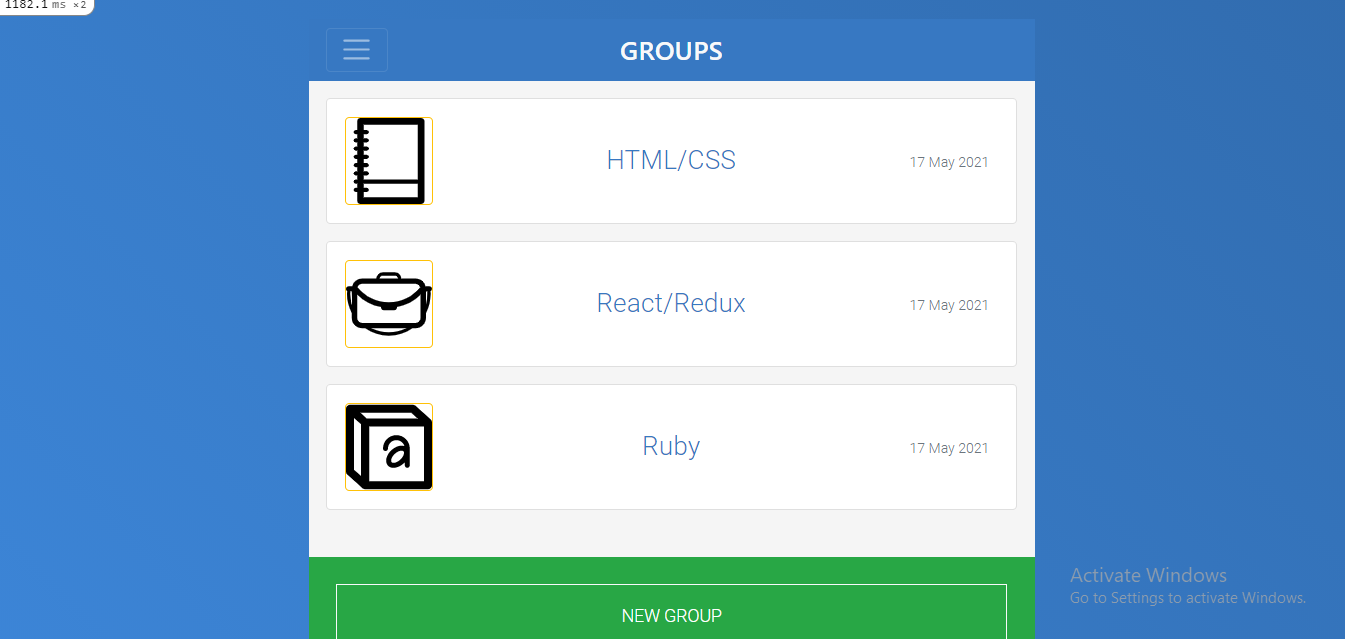 1182.1 ms ×2
GROUPS
HTML/CSS
17 May 2021
React/Redux
17 May 2021
a
Ruby
17 May 2021
Activate Windows
Go to Settings to activate Windows.
NEW GROUP